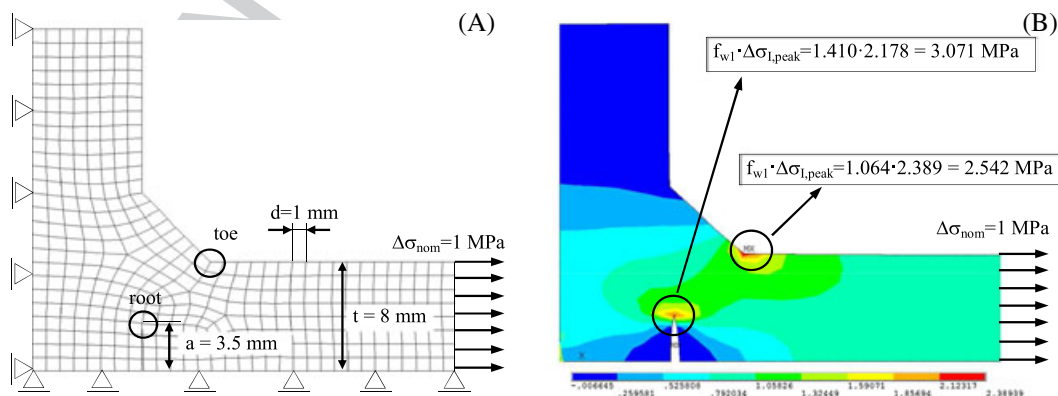 (A)
toe
d=1 mm
Δσnom=1 MPa
root
t = 8 mm
a = 3.5 mm
(B)
fw1·ΔσI,peak=1.410·2.178 = 3.071 MPa
fw1·ΔσI,peak=1.064·2.389 = 2.542 MPa
Δσnom=1 MPa
MX
X
-.006645 .525808 1.05826 1.59071 2.12317
.259581 .792034 1.32449 1.85694 2.38939